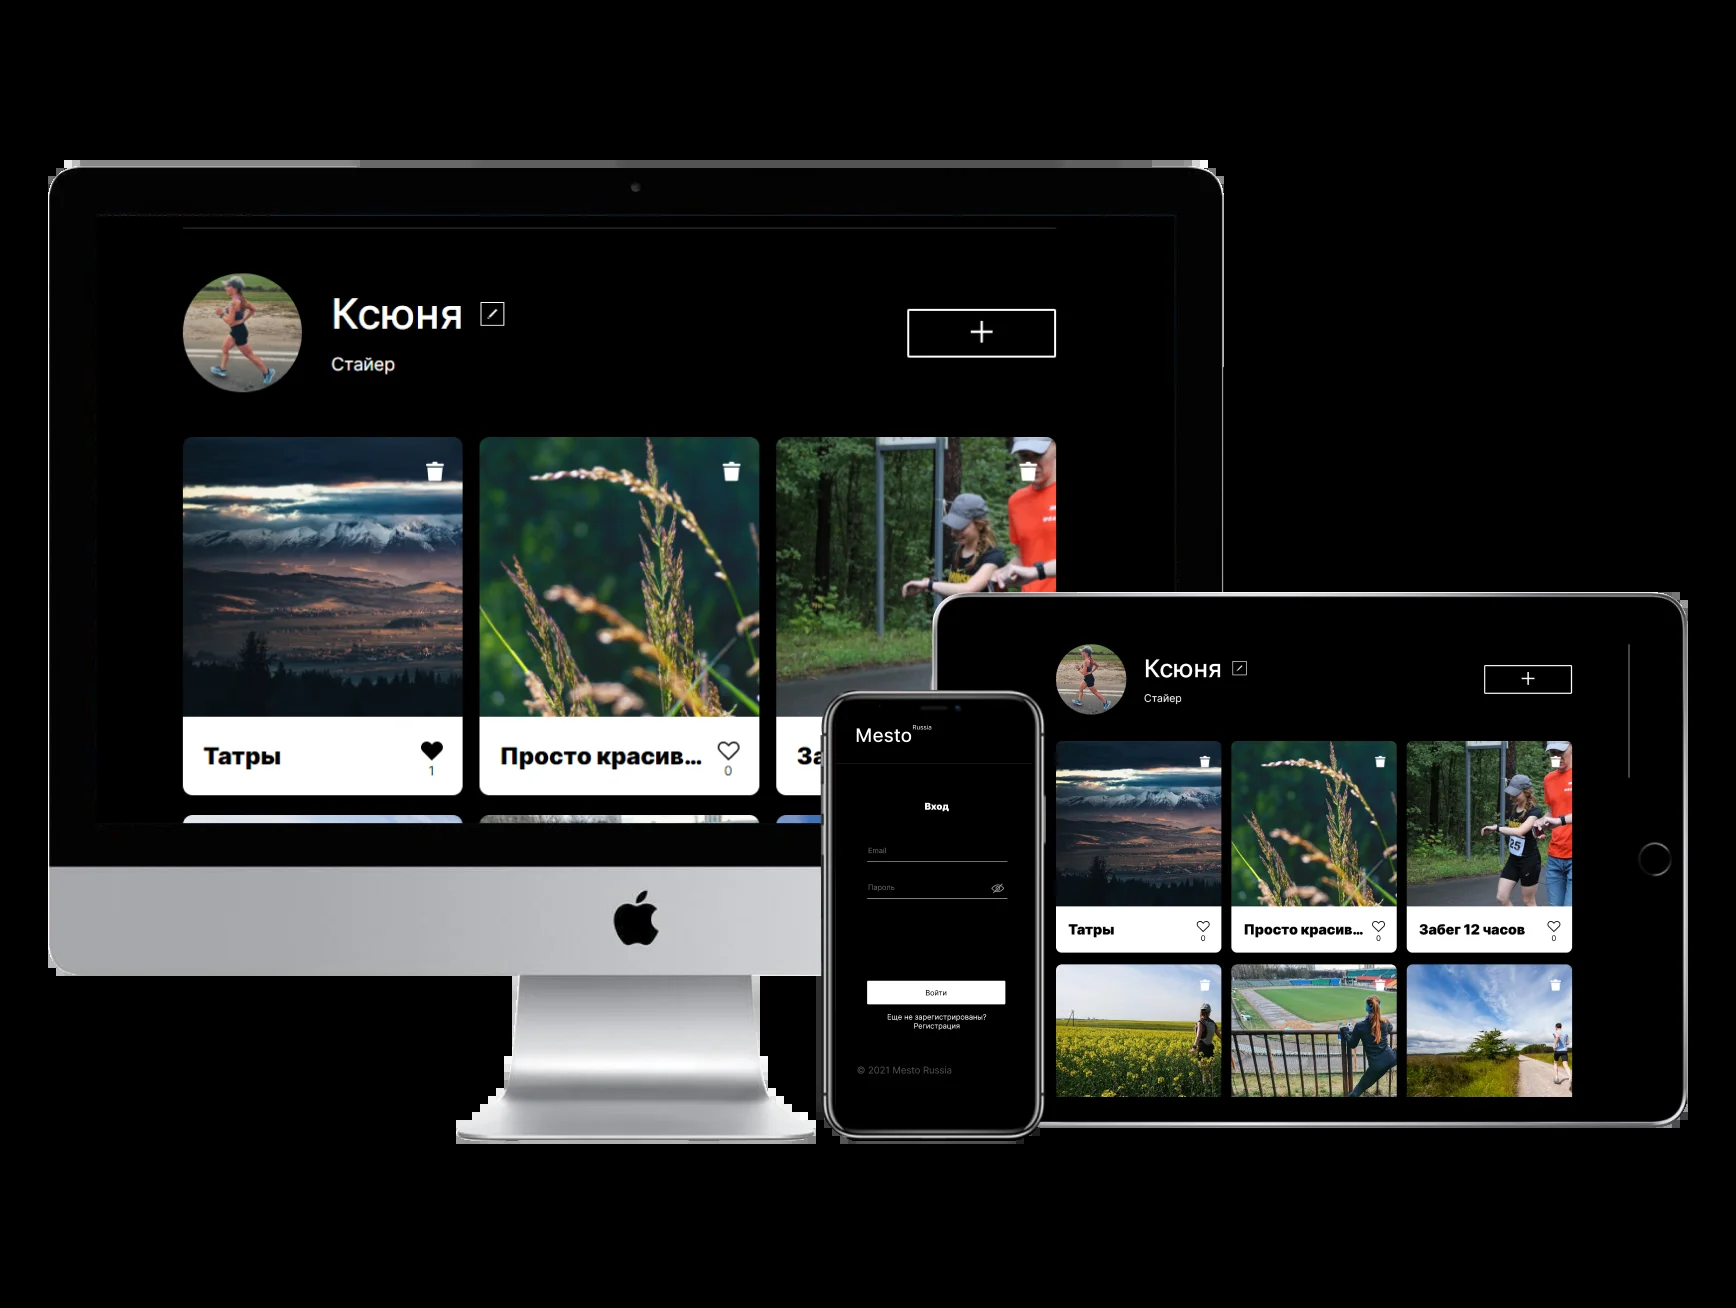 Ксюня
Стайер
Татры
1
Просто красив...
0
За
Mesto
Russia
Вход
Email
Пароль
Войти
Еще не зарегистрированы?
Регистрация
© 2021 Mesto Russia
Ксюня
Стайер
25
Татры
0
Просто красив...
0
Забег 12 часов
0